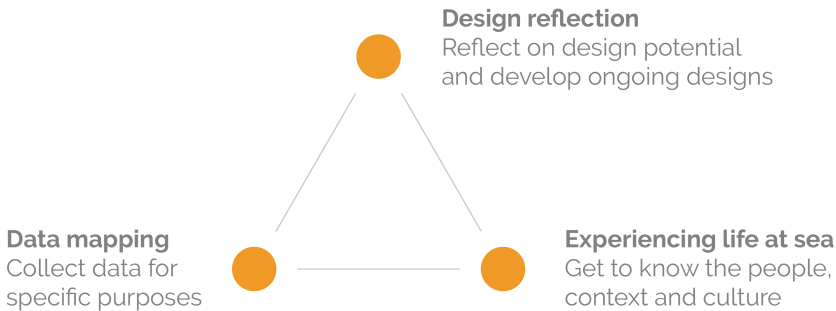 Design reflection
Reflect on design potential
and develop ongoing designs
Data mapping
Collect data for
specific purposes
Experiencing life at sea
Get to know the people,
context and culture